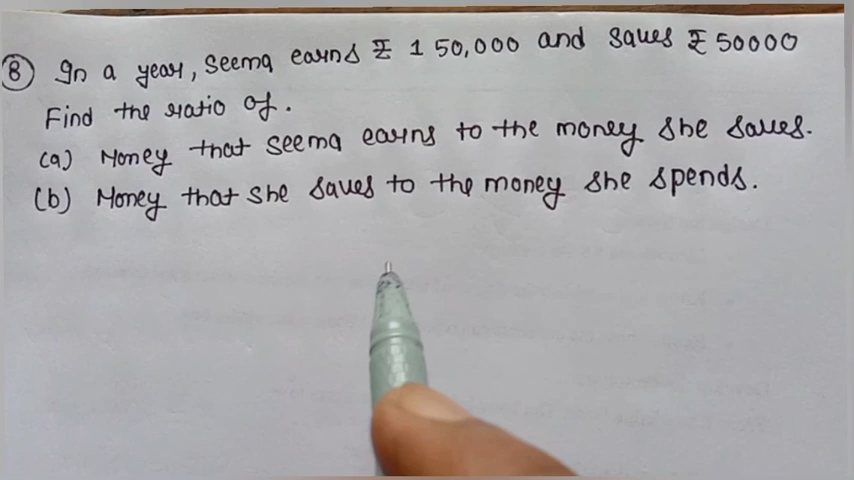 8 In a year, Seema earns ₹ 1 50,000 and saves ₹ 50000
Find the ratio of.
(a) Money that seema earns to the money she saves.
(b) Money that she saves to the money she spends.